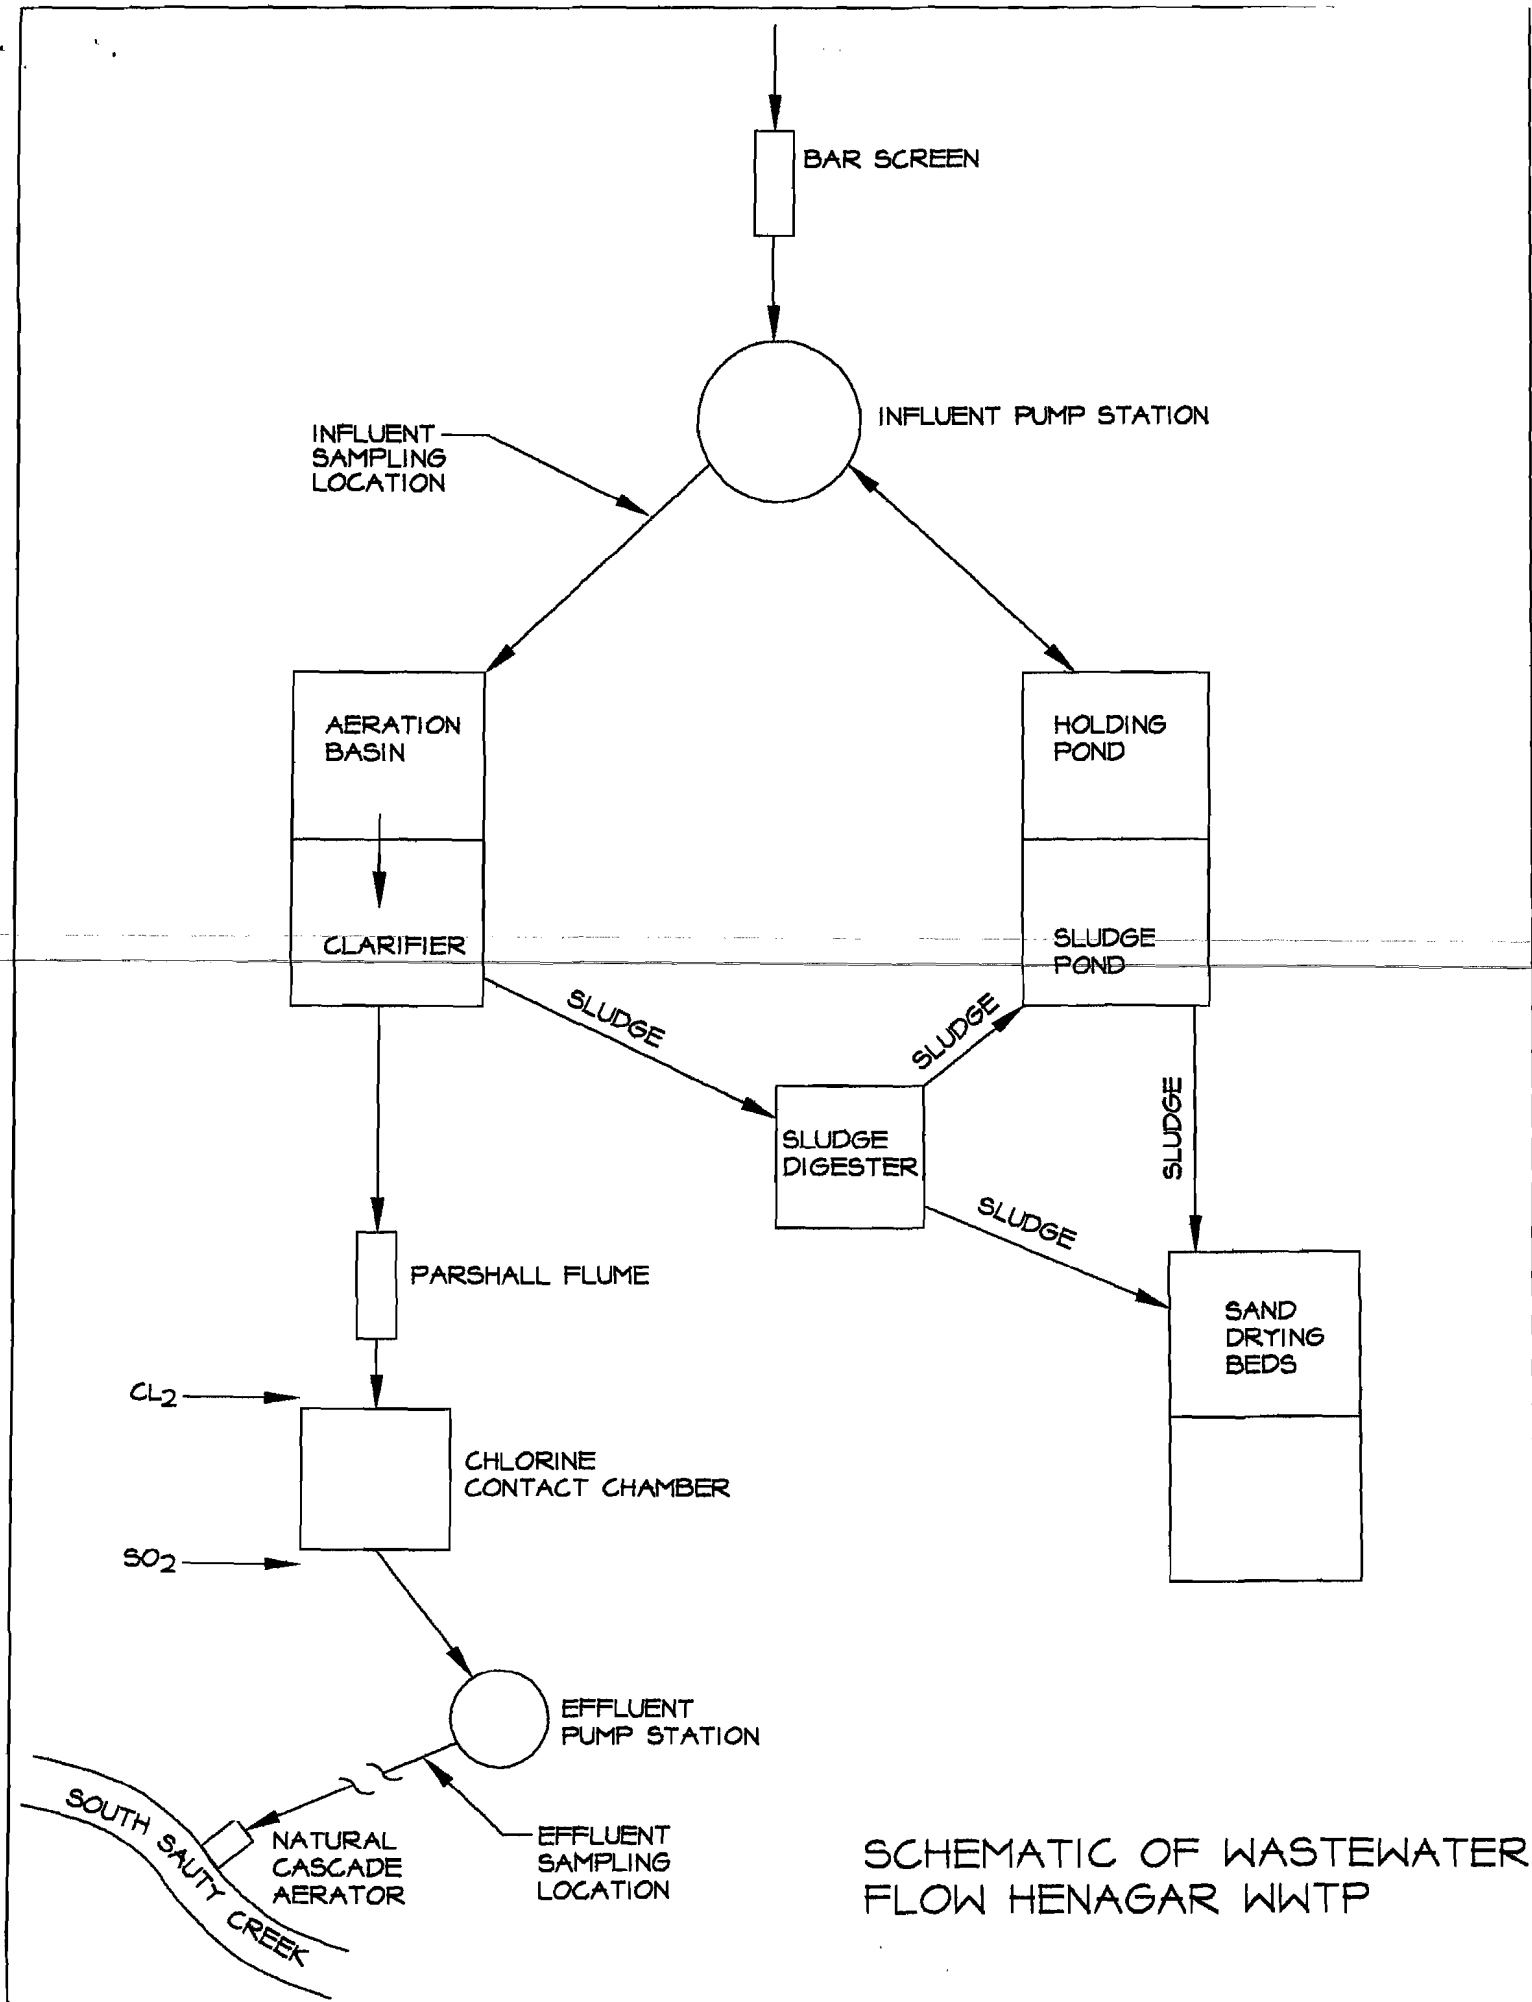 BAR SCREEN
INFLUENT PUMP STATION
INFLUENT
SAMPLING
LOCATION
AERATION
BASIN
HOLDING
POND
CLARIFIER
SLUDGE
POND
SLUDGE
SLUDGE
SLUDGE
DIGESTER
SLUDGE
SLUDGE
PARSHALL FLUME
SAND
DRYING
BEDS
CL2
CHLORINE
CONTACT CHAMBER
SO2
EFFLUENT
PUMP STATION
SOUTH SAUTY CREEK
NATURAL
CASCADE
AERATOR
EFFLUENT
SAMPLING
LOCATION
SCHEMATIC OF WASTEWATER
FLOW HENAGAR WWTP